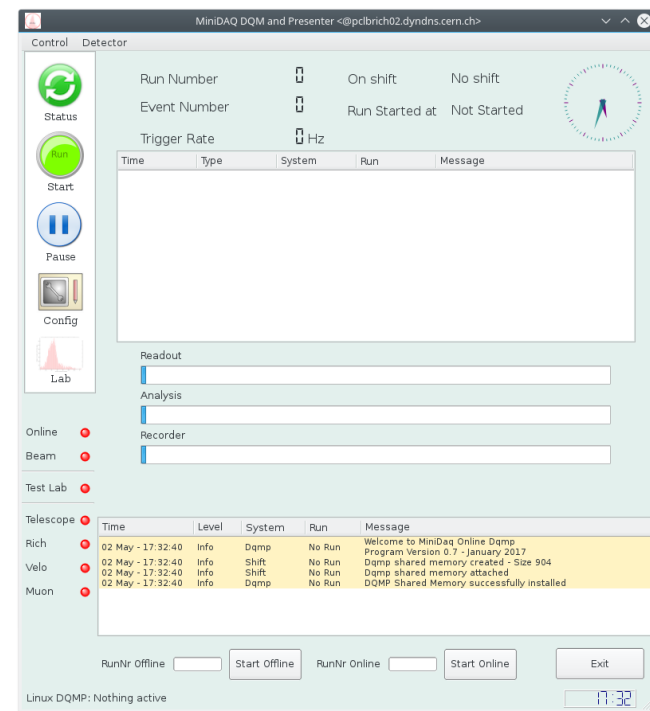 MiniDAQ DQM and Presenter <@pclbrich02.dyndns.cern.ch>
Control Detector
Status
Run
Start
Pause
Config
Lab
Run Number 0 On shift No shift
Event Number 0 Run Started at Not Started
Trigger Rate 0 Hz
Time Type System Run Message
Readout
Analysis
Recorder
Online
Beam
Test Lab
Telescope
Rich
Velo
Muon
Time Level System Run Message
02 May - 17:32:40 Info Dqmp No Run Welcome to MiniDaq Online Dqmp
Program Version 0.7 - January 2017
02 May - 17:32:40 Info Shift No Run Dqmp shared memory created - Size 904
02 May - 17:32:40 Info Shift No Run Dqmp shared memory attached
02 May - 17:32:40 Info Dqmp No Run DQMP Shared Memory successfully installed
RunNr Offline Start Offline RunNr Online Start Online Exit
Linux DQMP: Nothing active 17:32